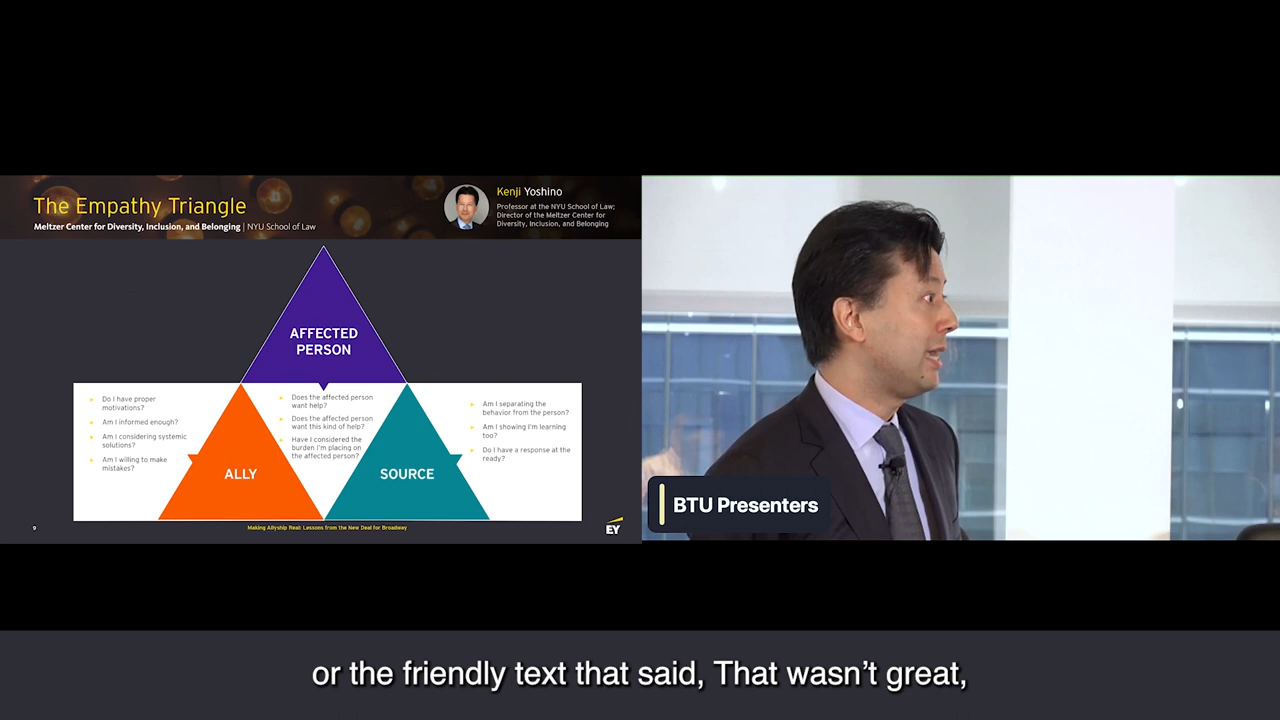 The Empathy Triangle
Meltzer Center for Diversity, Inclusion, and Belonging | NYU School of Law
Kenji Yoshino
Professor at the NYU School of Law;
Director of the Meltzer Center for
Diversity, Inclusion, and Belonging
AFFECTED
PERSON
Do I have proper
motivations?
Am I informed enough?
Am I considering systemic
solutions?
Am I willing to make
mistakes?
ALLY
Does the affected person
want help?
Does the affected person
want this kind of help?
Have I considered the
burden I'm placing on
the affected person?
SOURCE
Am I separating the
behavior from the person?
Am I showing I'm learning
too?
Do I have a response at the
ready?
9
Making Allyship Real: Lessons from the New Deal for Broadway
EY
BTU Presenters
or the friendly text that said, That wasn't great,